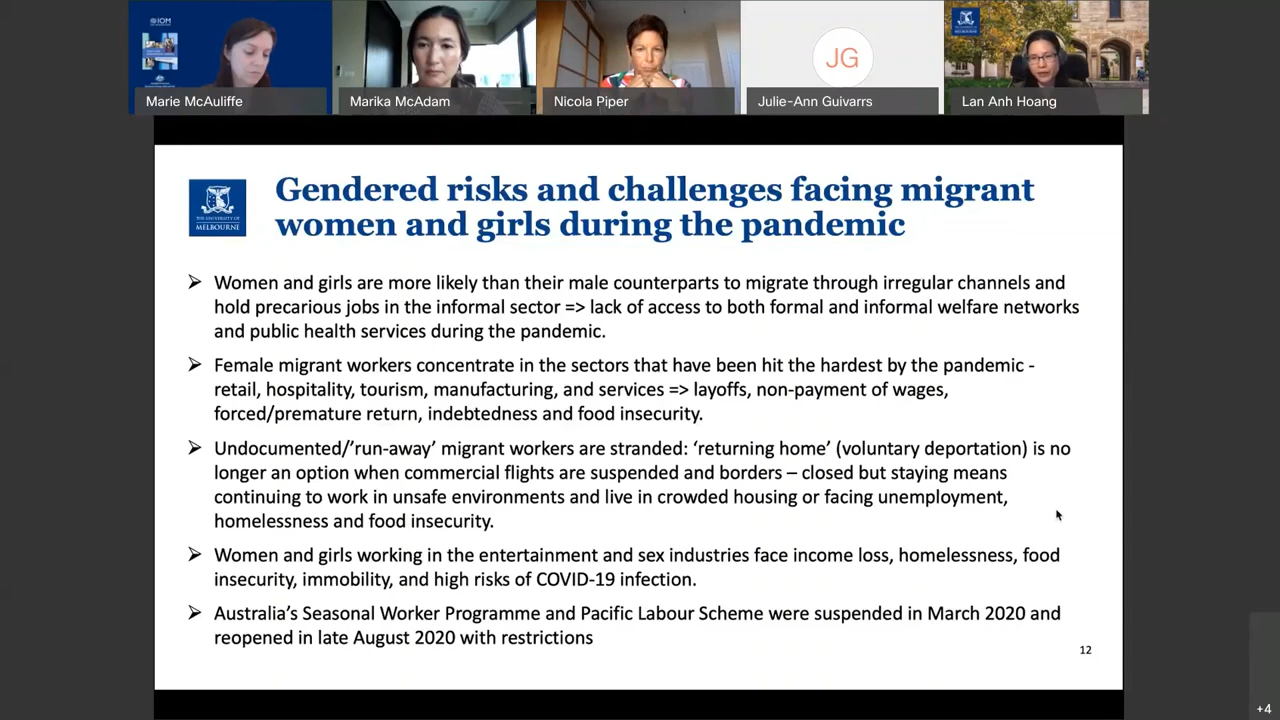 IOM
Marie McAuliffe
Marika McAdam
Nicola Piper
JG
Julie-Ann Guivarrs
Lan Anh Hoang
THE UNIVERSITY OF
MELBOURNE
Gendered risks and challenges facing migrant
women and girls during the pandemic
➢ Women and girls are more likely than their male counterparts to migrate through irregular channels and
hold precarious jobs in the informal sector => lack of access to both formal and informal welfare networks
and public health services during the pandemic.
➢ Female migrant workers concentrate in the sectors that have been hit the hardest by the pandemic -
retail, hospitality, tourism, manufacturing, and services => layoffs, non-payment of wages,
forced/premature return, indebtedness and food insecurity.
➢ Undocumented/’run-away’ migrant workers are stranded: ‘returning home’ (voluntary deportation) is no
longer an option when commercial flights are suspended and borders – closed but staying means
continuing to work in unsafe environments and live in crowded housing or facing unemployment,
homelessness and food insecurity.
➢ Women and girls working in the entertainment and sex industries face income loss, homelessness, food
insecurity, immobility, and high risks of COVID-19 infection.
➢ Australia’s Seasonal Worker Programme and Pacific Labour Scheme were suspended in March 2020 and
reopened in late August 2020 with restrictions
12
+4